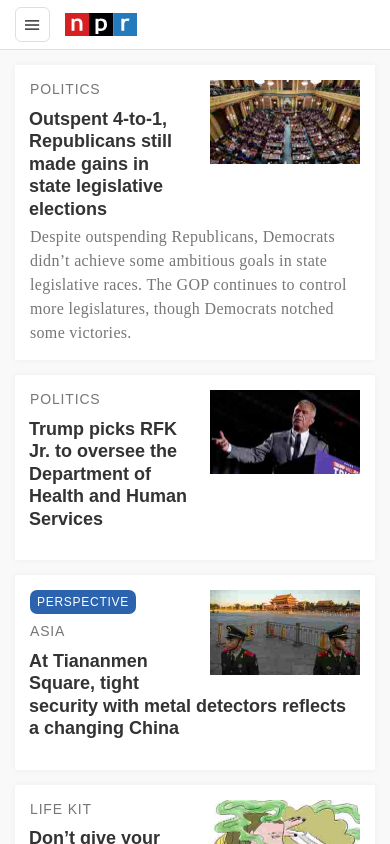 npr
POLITICS
Outspent 4-to-1,
Republicans still
made gains in
state legislative
elections
Despite outspending Republicans, Democrats
didn’t achieve some ambitious goals in state
legislative races. The GOP continues to control
more legislatures, though Democrats notched
some victories.
POLITICS
Trump picks RFK
Jr. to oversee the
Department of
Health and Human
Services
PERSPECTIVE
ASIA
At Tiananmen
Square, tight
security with metal detectors reflects
a changing China
LIFE KIT
Don’t give your